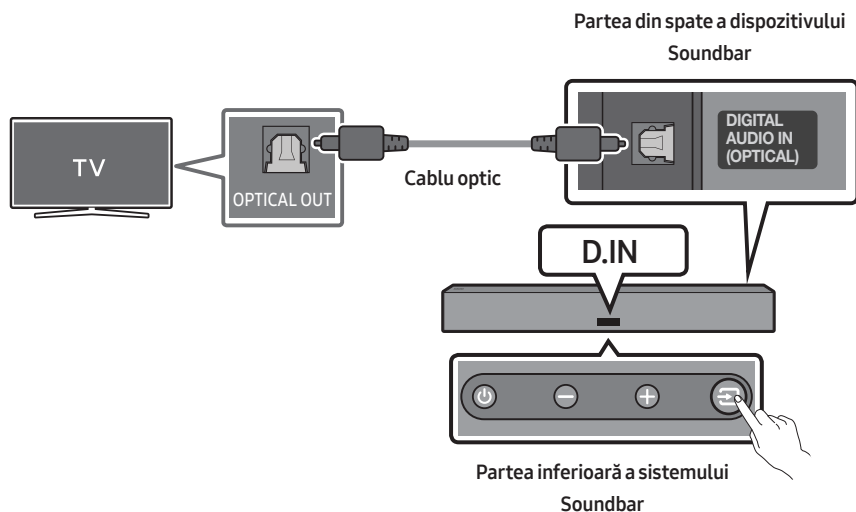 Partea din spate a dispozitivului
Soundbar
DIGITAL
AUDIO IN
(OPTICAL)
TV
OPTICAL OUT
Cablu optic
D.IN
Partea inferioară a sistemului
Soundbar